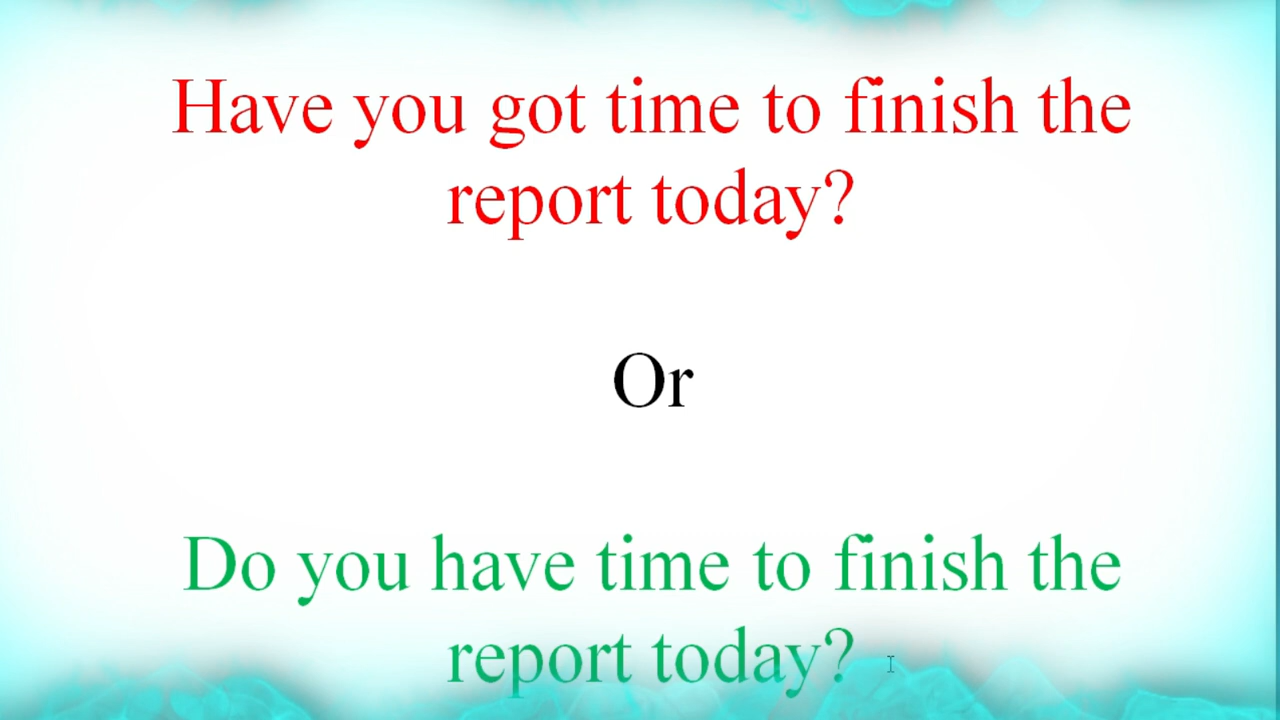 Have you got time to finish the
report today?
Or
Do you have time to finish the
report today?